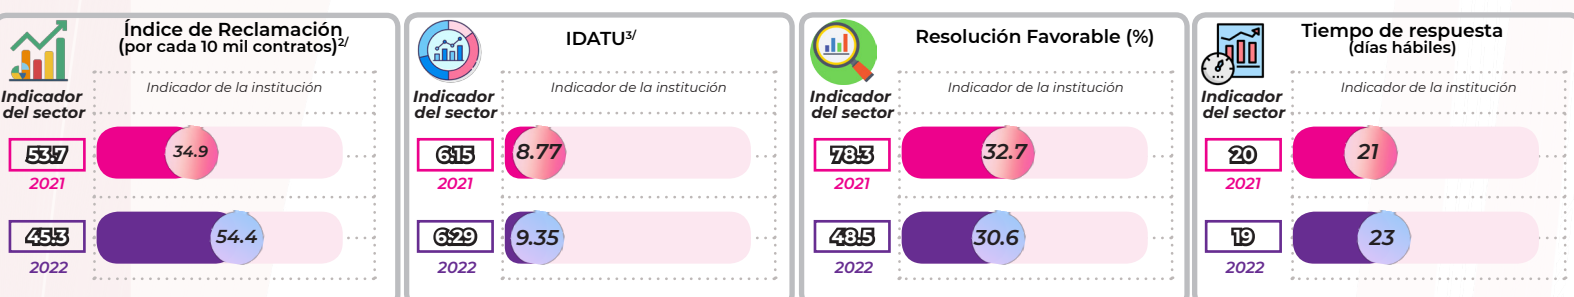 Índice de Reclamación
(por cada 10 mil contratos)2/
Indicador de la institución
Indicador
del sector
53.7
34.9
2021
45.3
54.4
2022
IDATU3/
Indicador de la institución
Indicador
del sector
6.15
8.77
2021
6.29
9.35
2022
Resolución Favorable (%)
Indicador de la institución
Indicador
del sector
78.3
32.7
2021
48.5
30.6
2022
Tiempo de respuesta
(días hábiles)
Indicador de la institución
Indicador
del sector
20
21
2021
19
23
2022